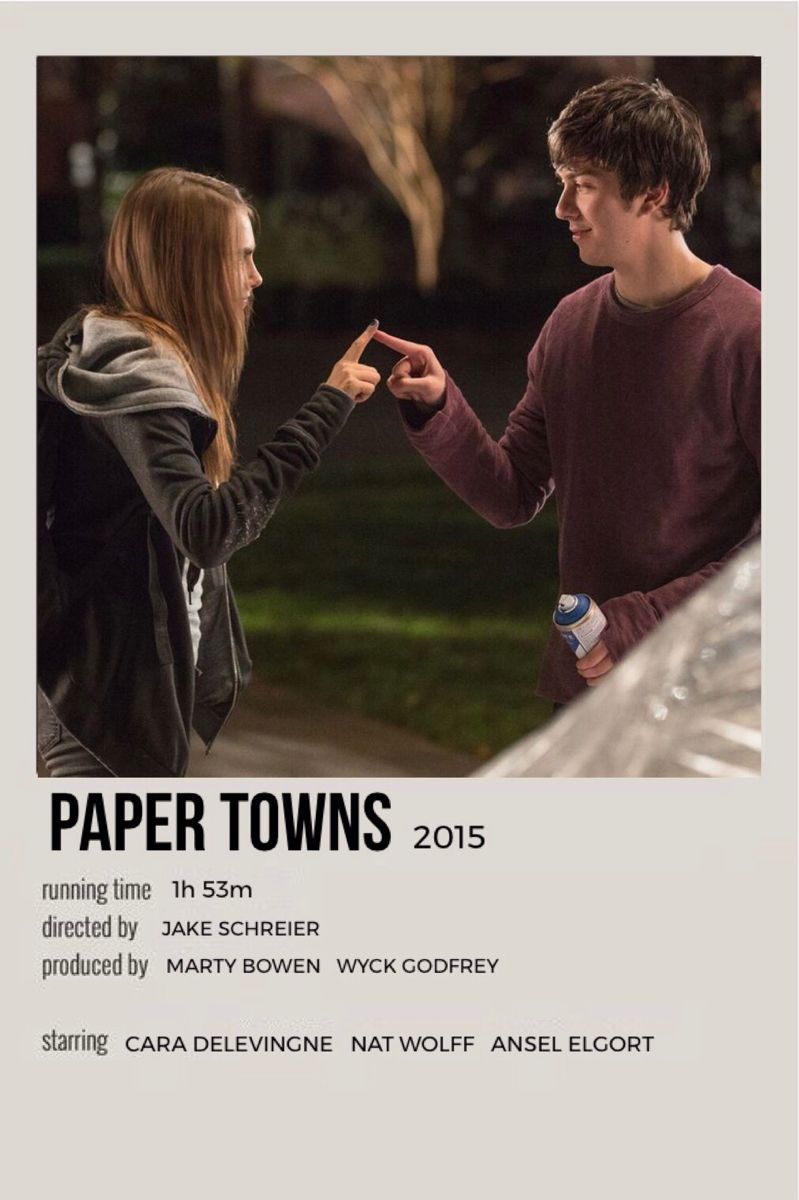 PAPER TOWNS 2015
running time 1h 53m
directed by JAKE SCHREIER
produced by MARTY BOWEN WYCK GODFREY
starring CARA DELEVINGNE NAT WOLFF ANSEL ELGORT